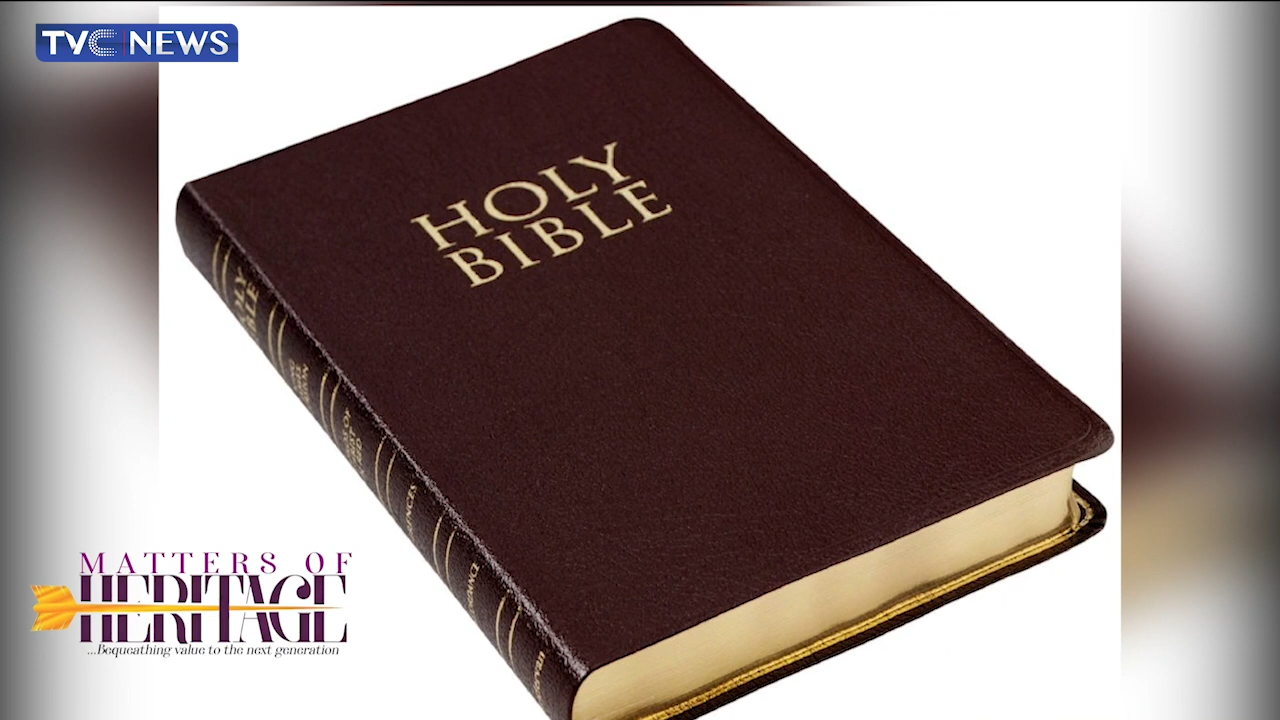 TVC NEWS
HOLY
BIBLE
MATTERS OF
HERITAGE
...Bequeathing value to the next generation